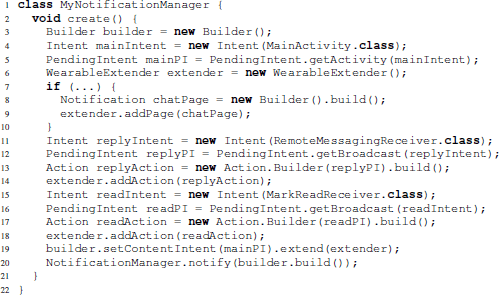 1 class MyNotificationManager {
2 void create() {
3 Builder builder = new Builder();
4 Intent mainIntent = new Intent(MainActivity.class);
5 PendingIntent mainPI = PendingIntent.getActivity(mainIntent);
6 WearableExtender extender = new WearableExtender();
7 if (...) {
8 Notification chatPage = new Builder().build();
9 extender.addPage(chatPage);
10 }
11 Intent replyIntent = new Intent(RemoteMessagingReceiver.class);
12 PendingIntent replyPI = PendingIntent.getBroadcast(replyIntent);
13 Action replyAction = new Action.Builder(replyPI).build();
14 extender.addAction(replyAction);
15 Intent readIntent = new Intent(MarkReadReceiver.class);
16 PendingIntent readPI = PendingIntent.getBroadcast(readIntent);
17 Action readAction = new Action.Builder(readPI).build();
18 extender.addAction(readAction);
19 builder.setContentIntent(mainPI).extend(extender);
20 NotificationManager.notify(builder.build());
21 }
22 }